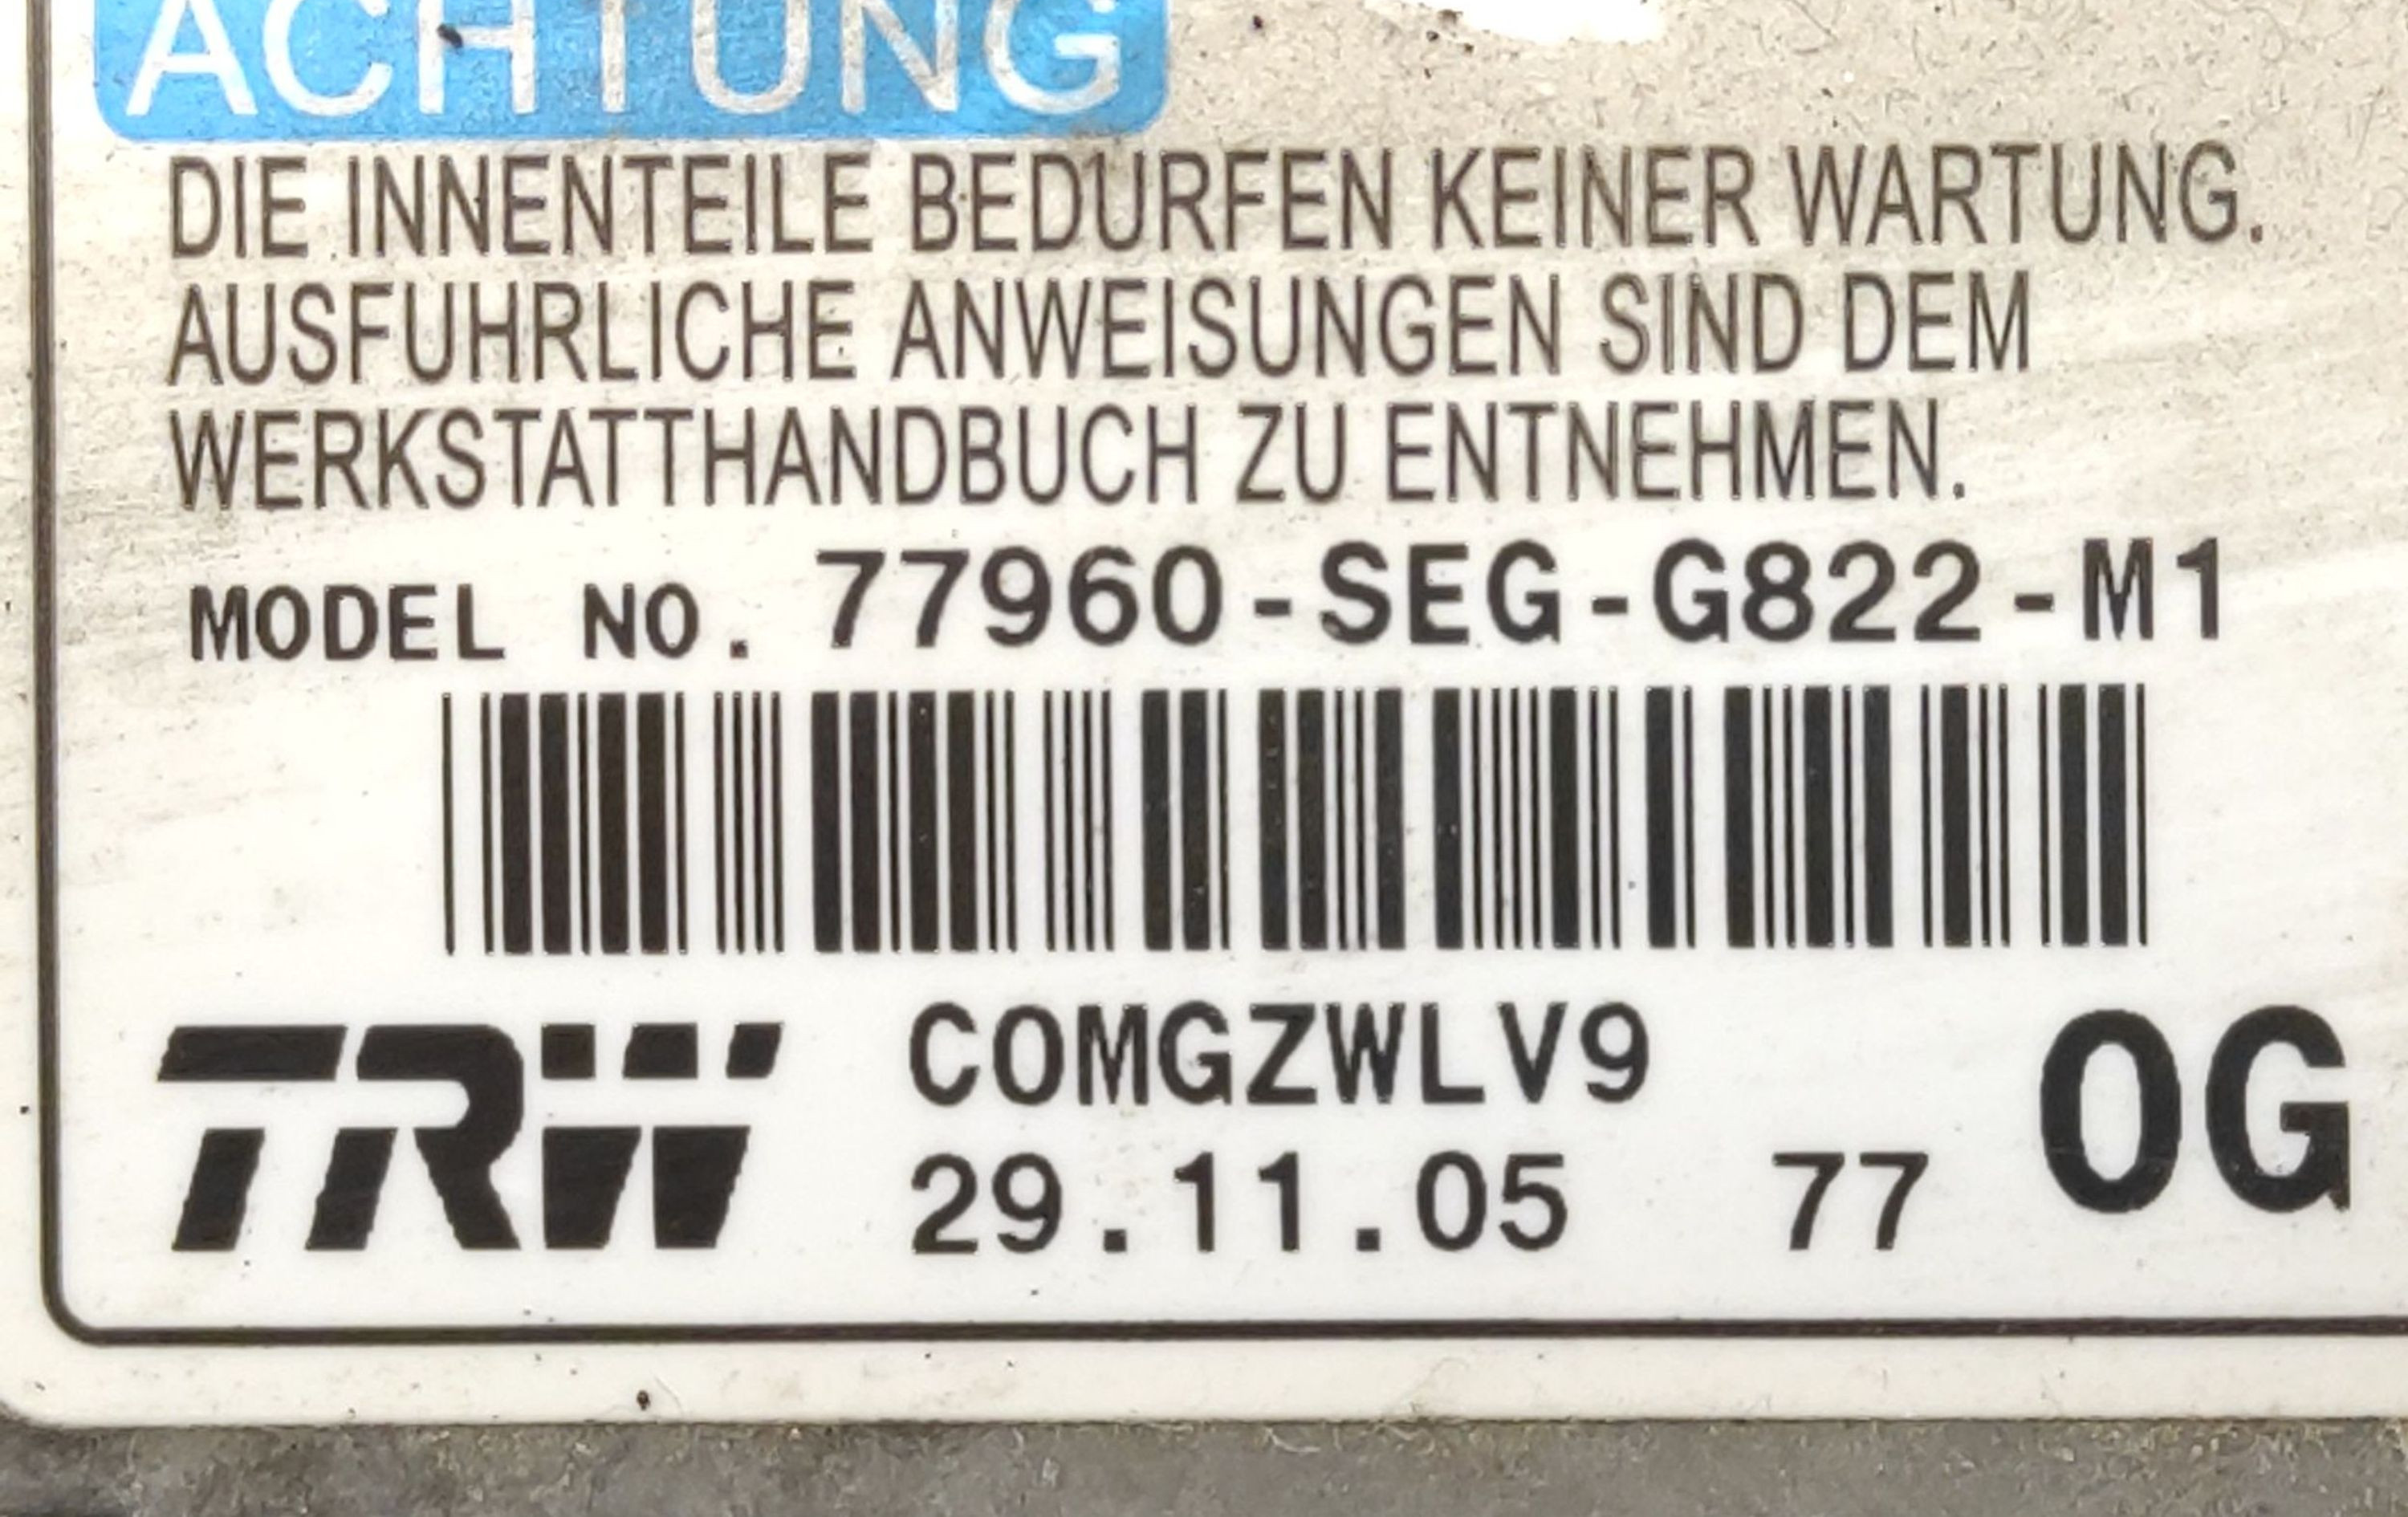 ACHTUNG
DIE INNENTEILE BEDURFEN KEINER WARTUNG.
AUSFUHRLICHE ANWEISUNGEN SIND DEM
WERKSTATTHANDBUCH ZU ENTNEHMEN.
MODEL NO. 77960-SEG-G822-M1
TRW COMGZWLV9 0G
29.11.05 77